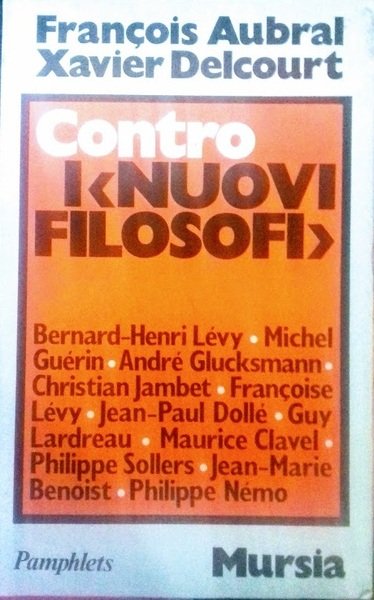 François Aubral
Xavier Delcourt
Contro
I‹NUOVI
FILOSOFI›
Bernard-Henri Lévy • Michel
Guérin • André Glucksmann •
Christian Jambet • Françoise
Lévy • Jean-Paul Dollé • Guy
Lardreau • Maurice Clavel •
Philippe Sollers • Jean-Marie
Benoist • Philippe Némo
Pamphlets
Mursia